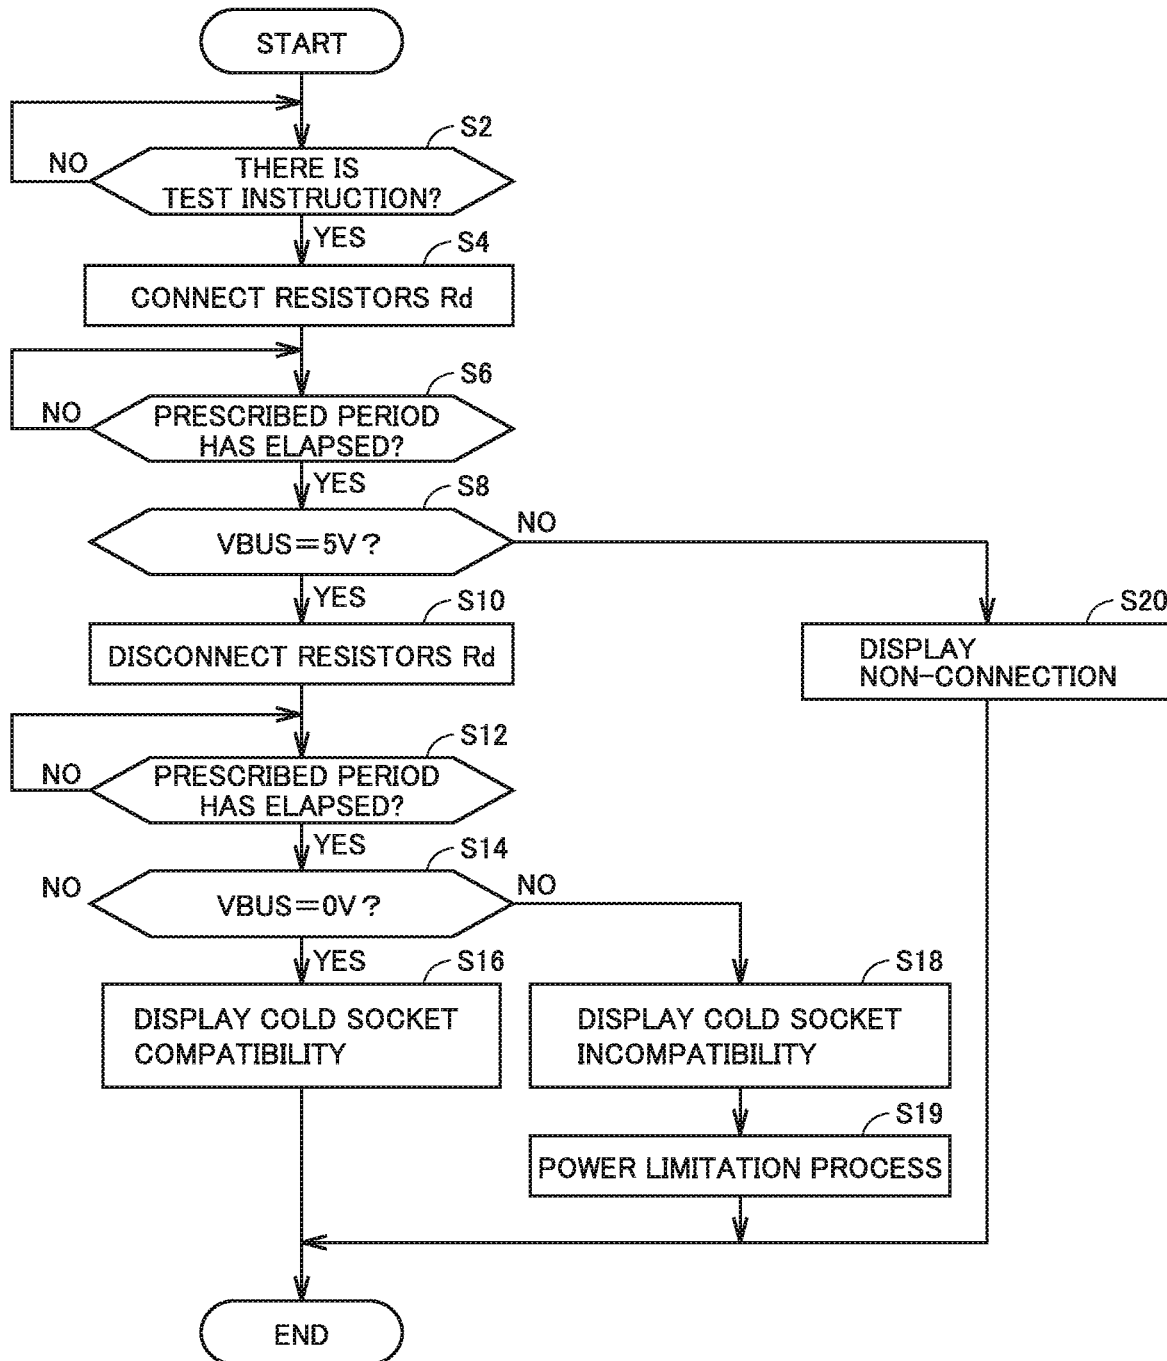 START
S2
NO
THERE IS
TEST INSTRUCTION?
YES
S4
CONNECT RESISTORS Rd
S6
NO
PRESCRIBED PERIOD
HAS ELAPSED?
YES
S8
VBUS=5V?
NO
YES
S10
DISCONNECT RESISTORS Rd
S20
DISPLAY
NON-CONNECTION
S12
NO
PRESCRIBED PERIOD
HAS ELAPSED?
YES
S14
NO
VBUS=0V?
NO
YES
S16
DISPLAY COLD SOCKET
COMPATIBILITY
S18
DISPLAY COLD SOCKET
INCOMPATIBILITY
S19
POWER LIMITATION PROCESS
END